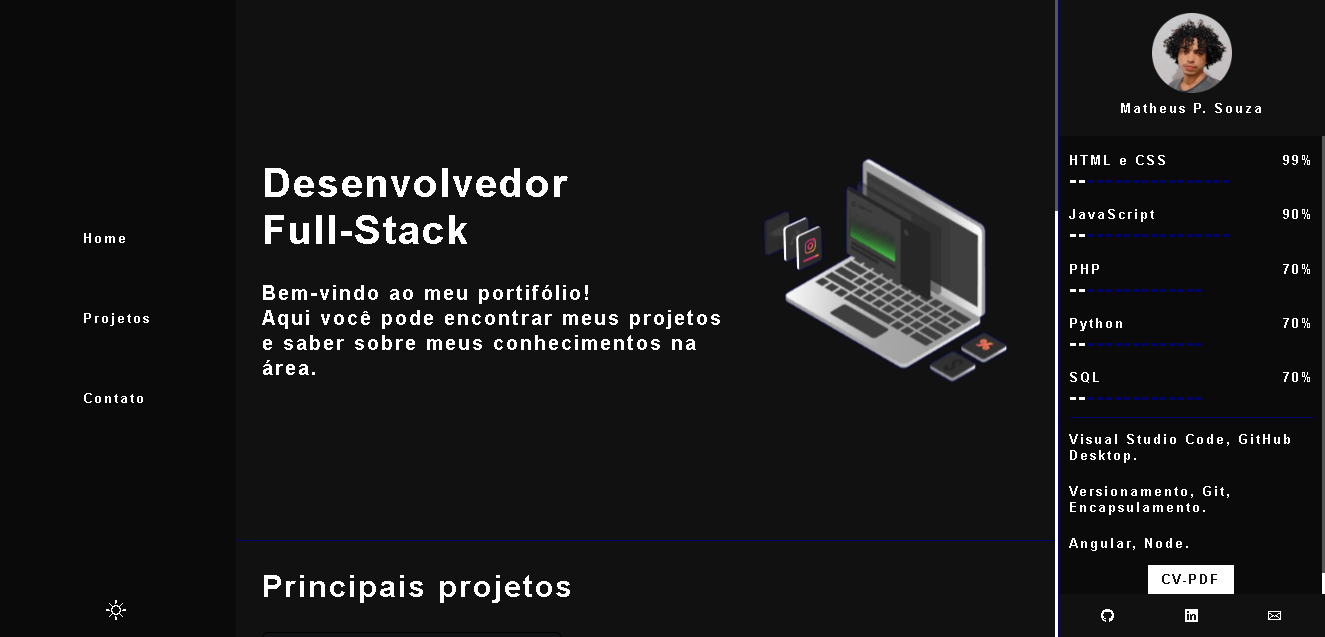 Home
Projetos
Contato
Desenvolvedor
Full-Stack
Bem-vindo ao meu portifólio!
Aqui você pode encontrar meus projetos
e saber sobre meus conhecimentos na
área.
Principais projetos
Matheus P. Souza
HTML e CSS 99%
JavaScript 90%
PHP 70%
Python 70%
SQL 70%
Visual Studio Code, GitHub
Desktop.
Versionamento, Git,
Encapsulamento.
Angular, Node.
CV-PDF